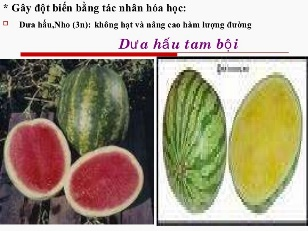 * Gây đột biến bằng tác nhân hóa học:
Dưa hấu,Nho (3n): không hạt và nâng cao hàm lượng đường
Dưa hấu tam bội